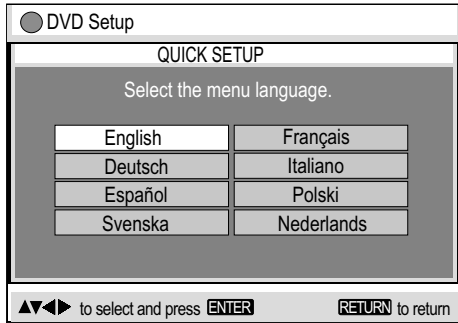 DVD Setup
QUICK SETUP
Select the menu language.
English Français
Deutsch Italiano
Español Polski
Svenska Nederlands
▲▼◀▶ to select and press ENTER RETURN to return